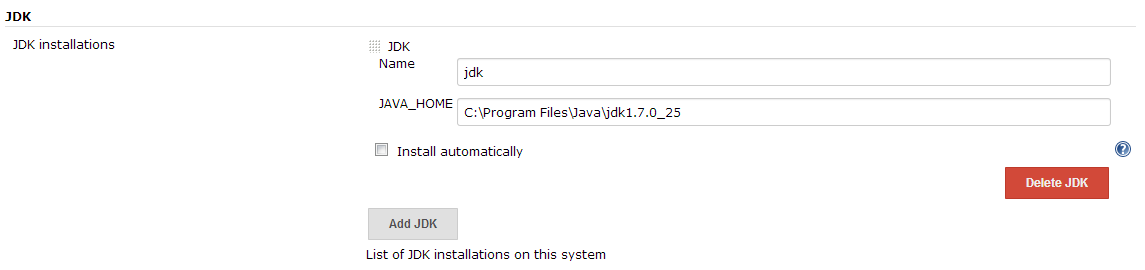 JDK
JDK installations
JDK
Name
jdk
JAVA_HOME
C:\Program Files\Java\jdk1.7.0_25
Install automatically
?
Delete JDK
Add JDK
List of JDK installations on this system